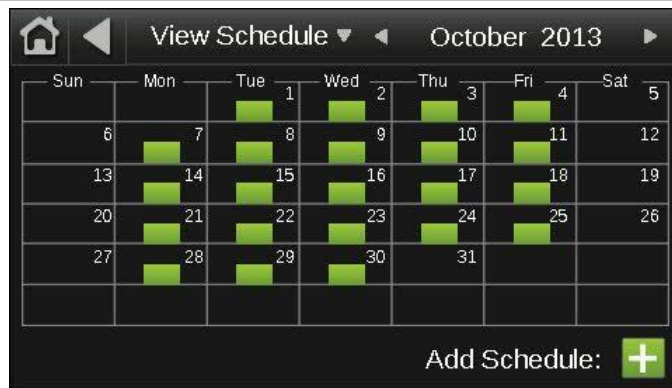 View Schedule October 2013
Sun Mon Tue Wed Thu Fri Sat
1 2 3 4 5
6 7 8 9 10 11 12
13 14 15 16 17 18 19
20 21 22 23 24 25 26
27 28 29 30 31
Add Schedule: